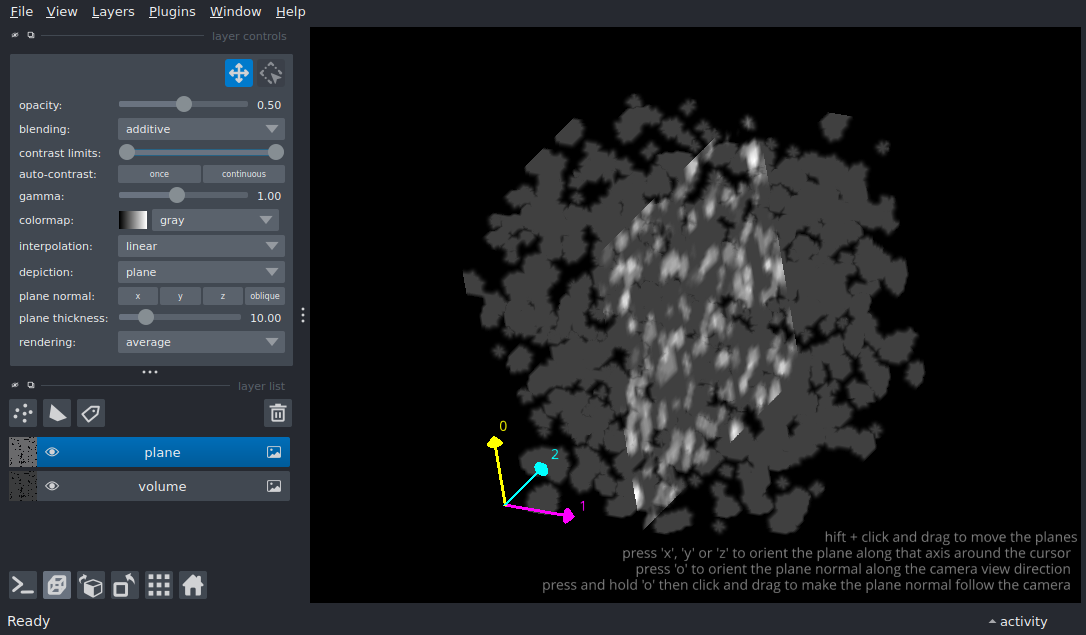 File View Layers Plugins Window Help
layer controls
opacity: 0.50
blending: additive
contrast limits:
auto-contrast: once continuous
gamma: 1.00
colormap: gray
interpolation: linear
depiction: plane
plane normal: x y z oblique
plane thickness: 10.00
rendering: average
layer list
plane
volume
0
2
1
hift + click and drag to move the planes
press 'x', 'y' or 'z' to orient the plane along that axis around the cursor
press 'o' to orient the plane normal along the camera view direction
press and hold 'o' then click and drag to make the plane normal follow the camera
Ready
activity